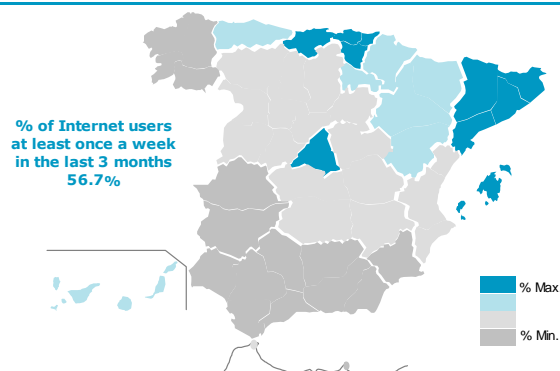 % of Internet users
at least once a week
in the last 3 months
56.7%
% Max
% Min.